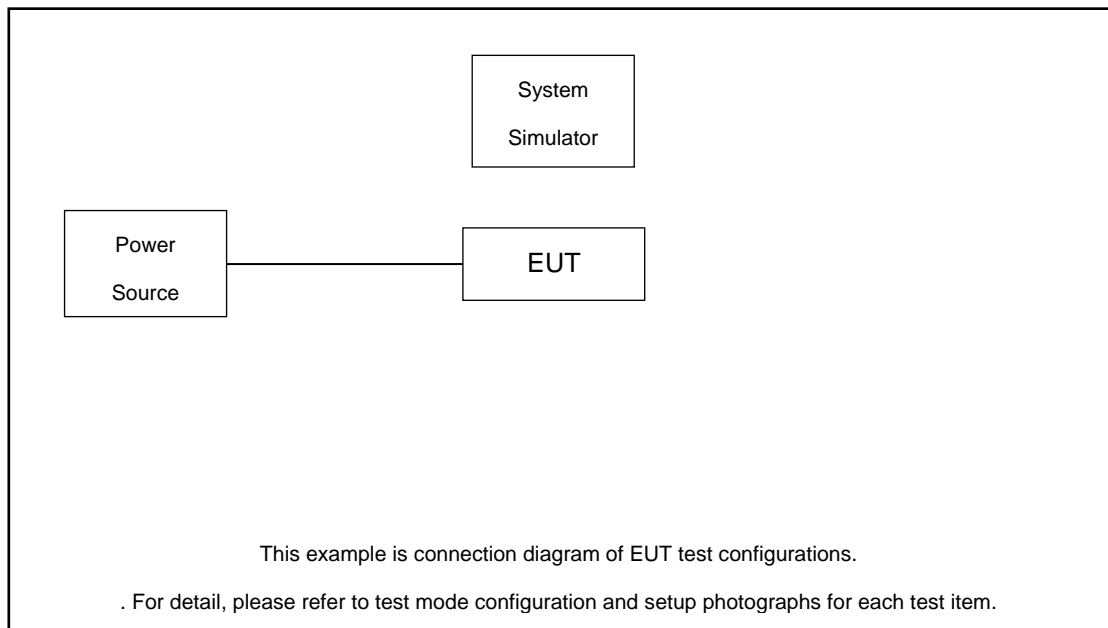 System
Simulator
Power
Source
EUT
This example is connection diagram of EUT test configurations.
. For detail, please refer to test mode configuration and setup photographs for each test item.